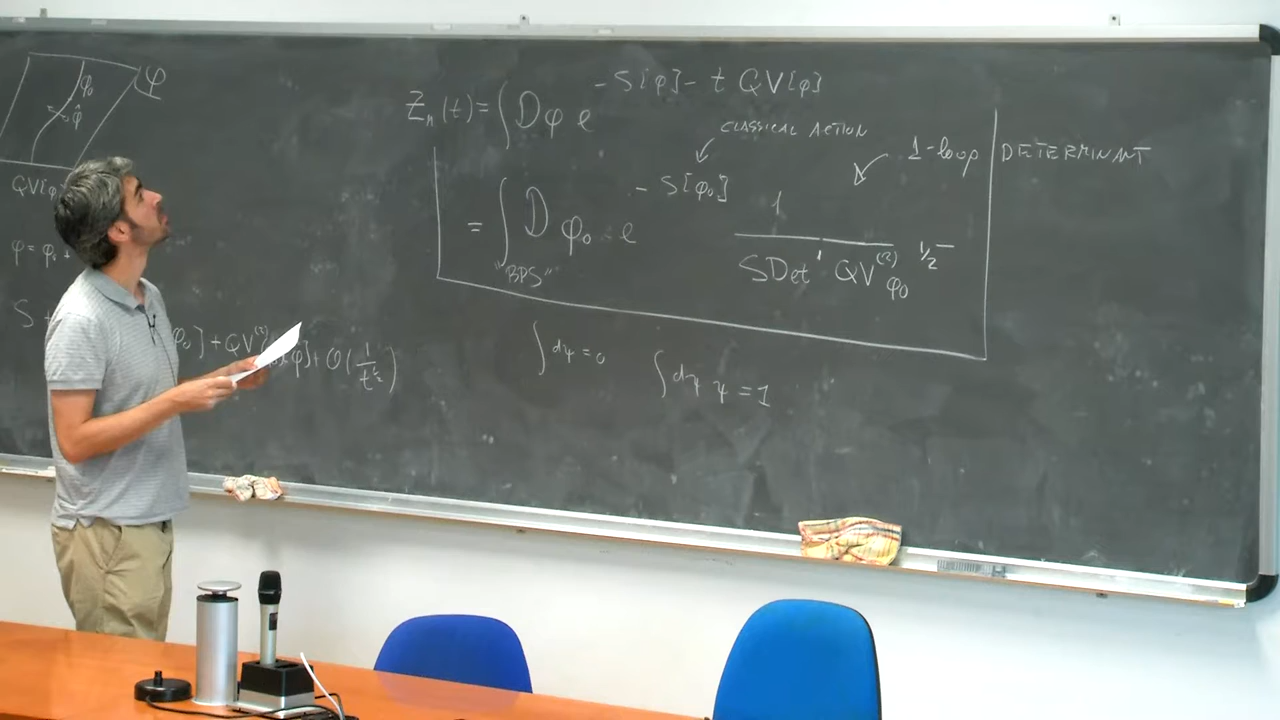 φ₀
φ
φ̂
QV[φ
φ = φ₀ +
S +
φ₀] + QV⁽²⁾
φ̂] + O(1/t^{1/2})
Zₙ(t) = ∫ Dφ e^{-S[φ] - t QV[φ]}
CLASSICAL ACTION
1-loop DETERMINANT
= ∫_{"BPS"} Dφ₀ e^{-S[φ₀]} 1/(SDet' QV⁽²⁾_{φ₀})^{1/2}
∫dψ = 0
∫dψ ψ = 1